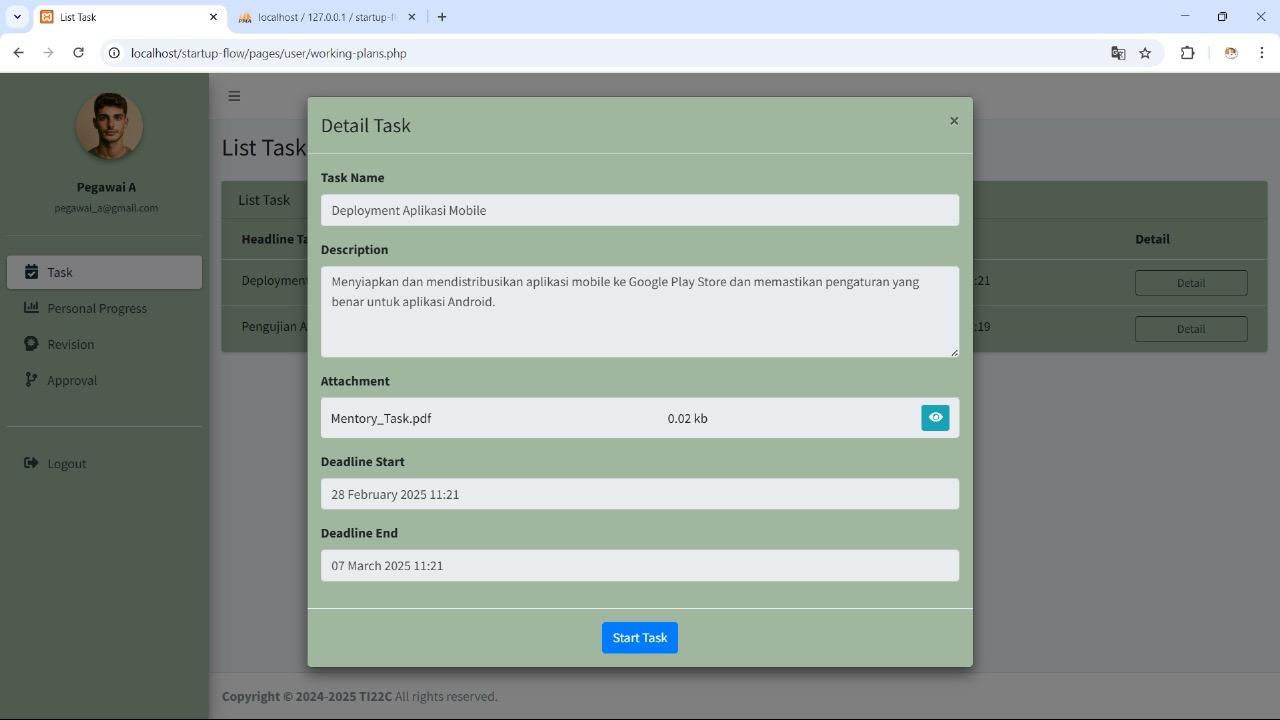 List Task
localhost / 127.0.0.1 / startup-fl
localhost/startup-flow/pages/user/working-plans.php
Pegawai A
pegawai_a@gmail.com
Task
Personal Progress
Revision
Approval
Logout
List Task
List Task
Headline Ta
Detail
Deployment
:21
Detail
Pengujian A
:19
Detail
Detail Task
×
Task Name
Deployment Aplikasi Mobile
Description
Menyiapkan dan mendistribusikan aplikasi mobile ke Google Play Store dan memastikan pengaturan yang
benar untuk aplikasi Android.
Attachment
Mentory_Task.pdf 0.02 kb
Deadline Start
28 February 2025 11:21
Deadline End
07 March 2025 11:21
Start Task
Copyright © 2024-2025 TI22C All rights reserved.